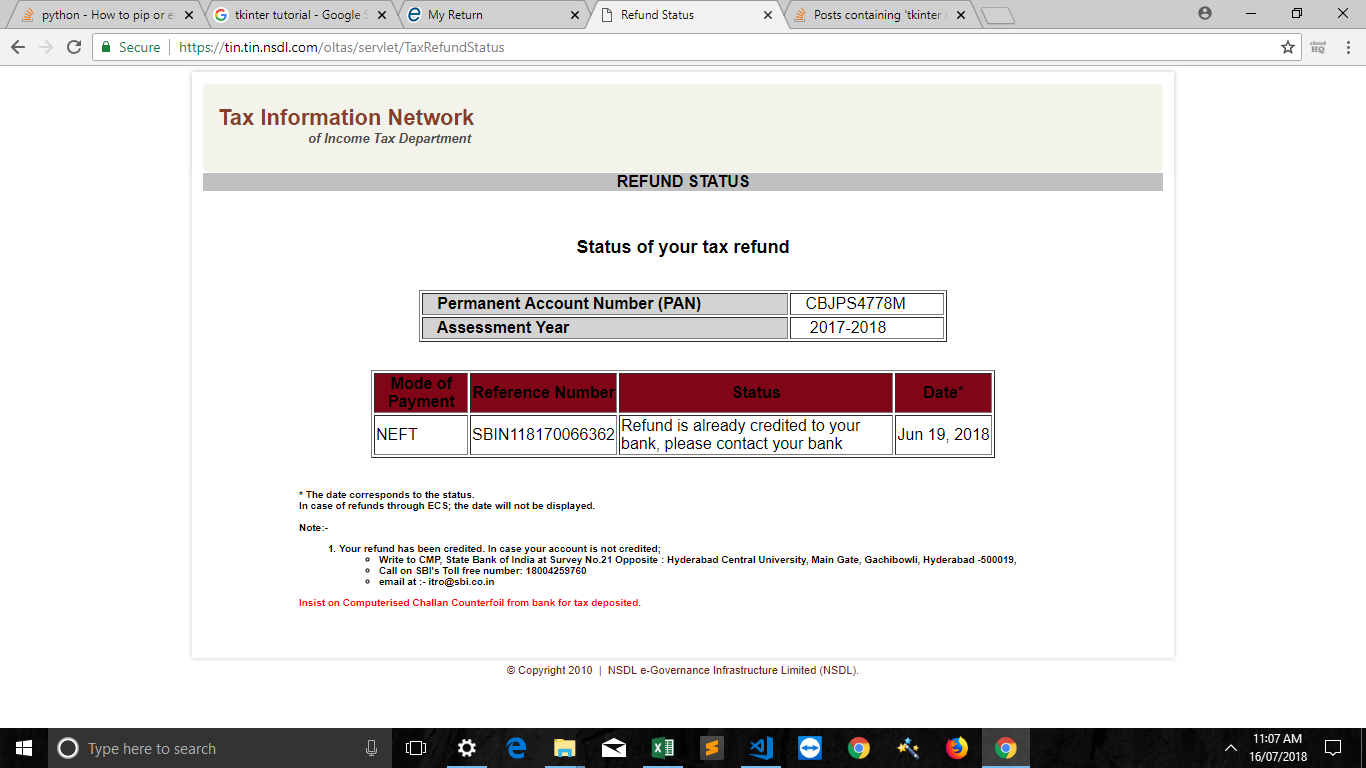 python - How to pip or e
tkinter tutorial - Google S
My Return
Refund Status
Posts containing 'tkinter
Secure
https://tin.tin.nsdl.com/oltas/servlet/TaxRefundStatus
cloud
HQ
Tax Information Network
of Income Tax Department
REFUND STATUS
Status of your tax refund
Permanent Account Number (PAN) CBJPS4778M
Assessment Year 2017-2018
Mode of
Payment
Reference Number
Status
Date*
NEFT
SBIN118170066362
Refund is already credited to your
bank, please contact your bank
Jun 19, 2018
* The date corresponds to the status.
In case of refunds through ECS; the date will not be displayed.
Note:-
1. Your refund has been credited. In case your account is not credited;
Write to CMP, State Bank of India at Survey No.21 Opposite : Hyderabad Central University, Main Gate, Gachibowli, Hyderabad -500019,
Call on SBI's Toll free number: 18004259760
email at :- itro@sbi.co.in
Insist on Computerised Challan Counterfoil from bank for tax deposited.
© Copyright 2010 | NSDL e-Governance Infrastructure Limited (NSDL).
Type here to search
11:07 AM
16/07/2018